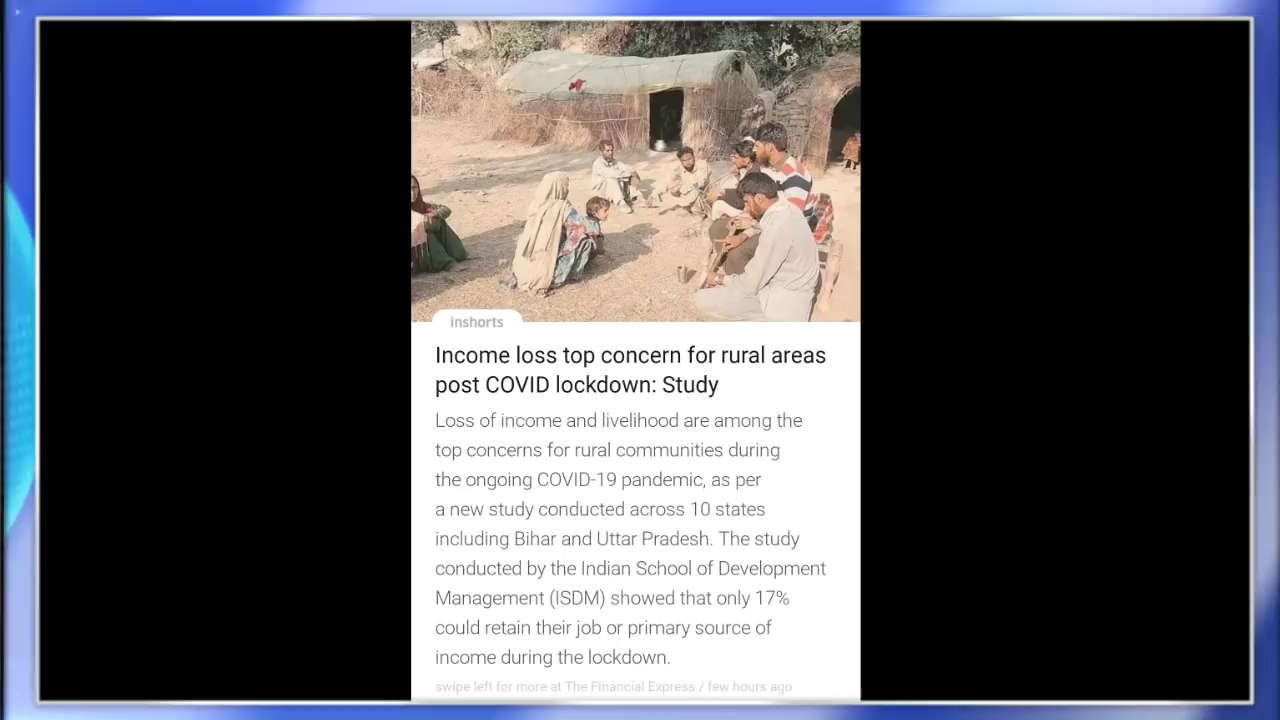 inshorts
Income loss top concern for rural areas
post COVID lockdown: Study
Loss of income and livelihood are among the
top concerns for rural communities during
the ongoing COVID-19 pandemic, as per
a new study conducted across 10 states
including Bihar and Uttar Pradesh. The study
conducted by the Indian School of Development
Management (ISDM) showed that only 17%
could retain their job or primary source of
income during the lockdown.
swipe left for more at The Financial Express / few hours ago